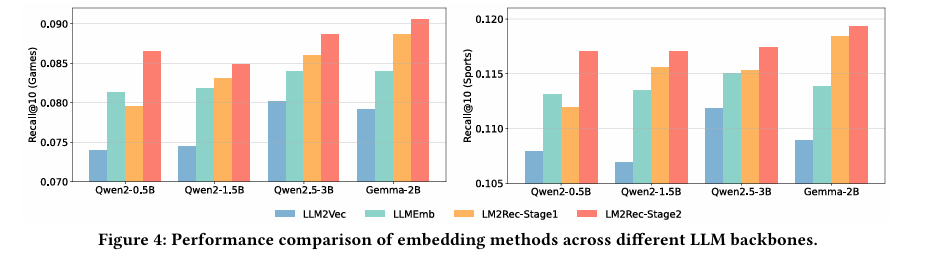 Recall@10 (Games)
0.090
0.085
0.080
0.075
0.070
Qwen2-0.5B Qwen2-1.5B Qwen2.5-3B Gemma-2B
Recall@10 (Sports)
0.120
0.115
0.110
0.105
Qwen2-0.5B Qwen2-1.5B Qwen2.5-3B Gemma-2B
LLM2Vec LLMEmb LM2Rec-Stage1 LM2Rec-Stage2
Figure 4: Performance comparison of embedding methods across different LLM backbones.